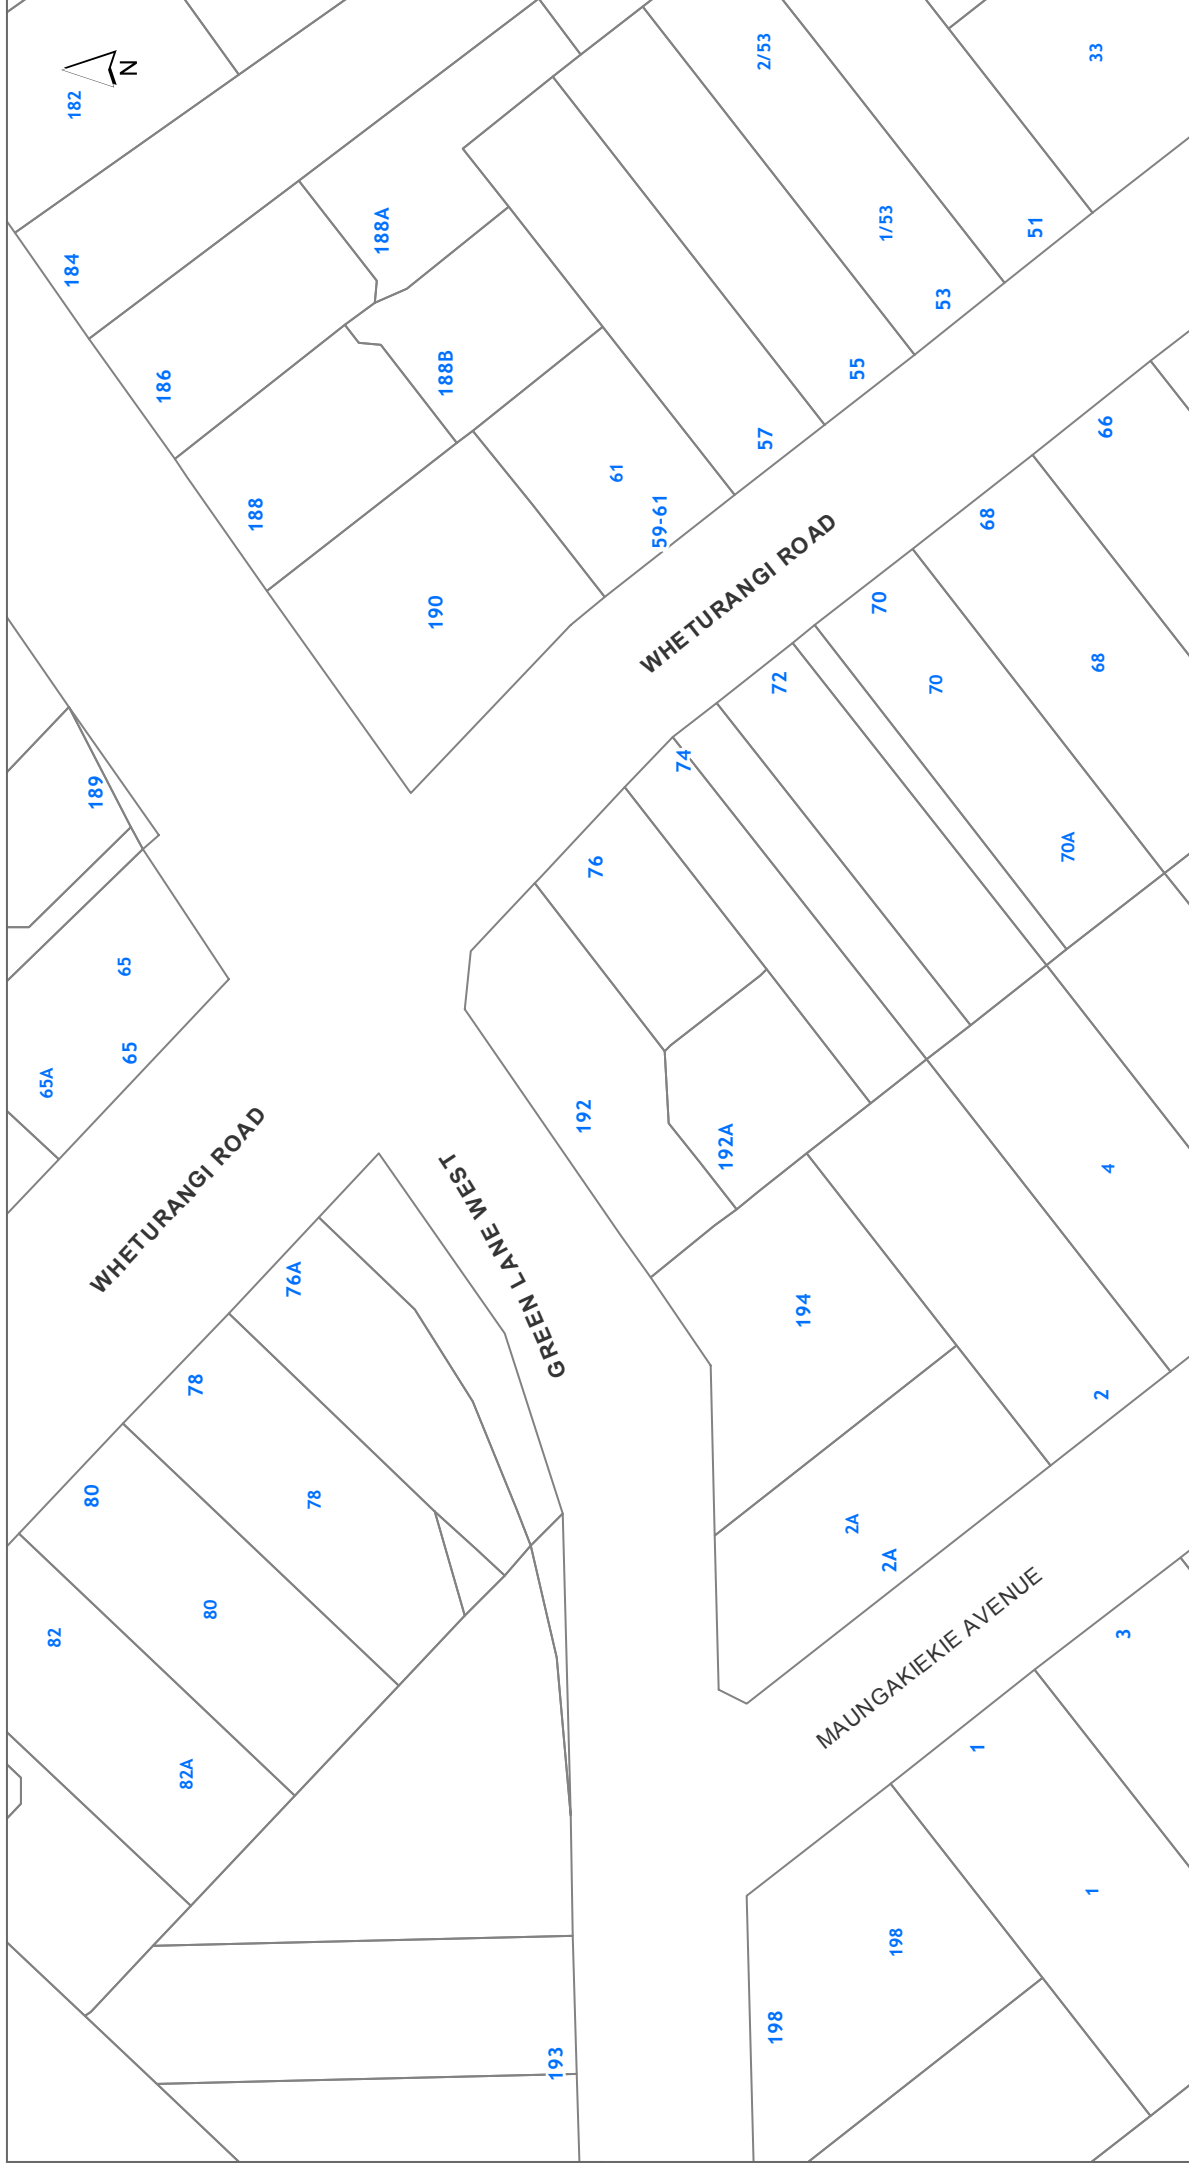 N
182
184
186
188
188A
188B
190
2/53
1/53
33
51
53
55
57
61
59-61
WHETURANGI ROAD
66
68
68
70
70
70A
72
74
76
189
65
65
65A
192
192A
WHETURANGI ROAD
GREEN LANE WEST
76A
78
78
80
80
82
82A
194
4
2
2A
2A
MAUNGAKIEKIE AVENUE
3
1
1
198
198
193